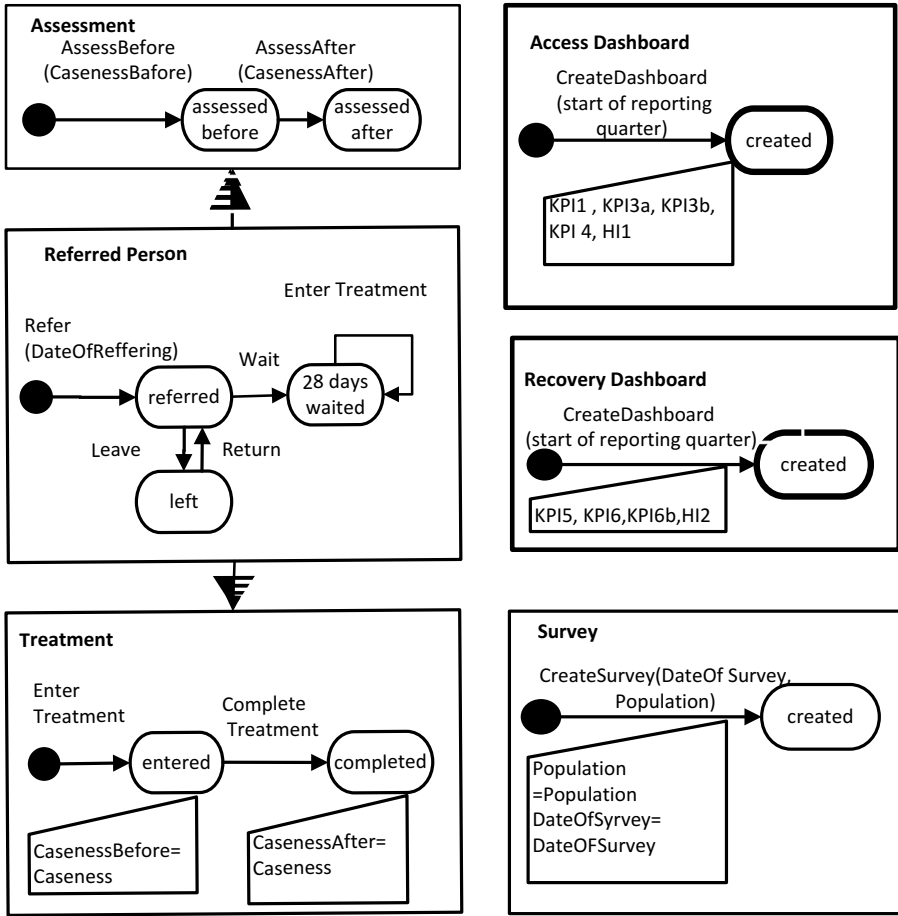 Assessment
AssessBefore
(CasenessBafore)
AssessAfter
(CasenessAfter)
assessed
before
assessed
after
Referred Person
Enter Treatment
Refer
(DateOfReffering)
Wait
referred
28 days
waited
Leave
Return
left
Treatment
Enter
Treatment
Complete
Treatment
entered
completed
CasenessBefore=
Caseness
CasenessAfter=
Caseness
Access Dashboard
CreateDashboard
(start of reporting
quarter)
created
KPI1 , KPI3a, KPI3b,
KPI 4, HI1
Recovery Dashboard
CreateDashboard
(start of reporting quarter)
created
KPI5, KPI6,KPI6b,HI2
Survey
CreateSurvey(DateOf Survey,
Population)
created
Population
=Population
DateOfSyrvey=
DateOFSurvey